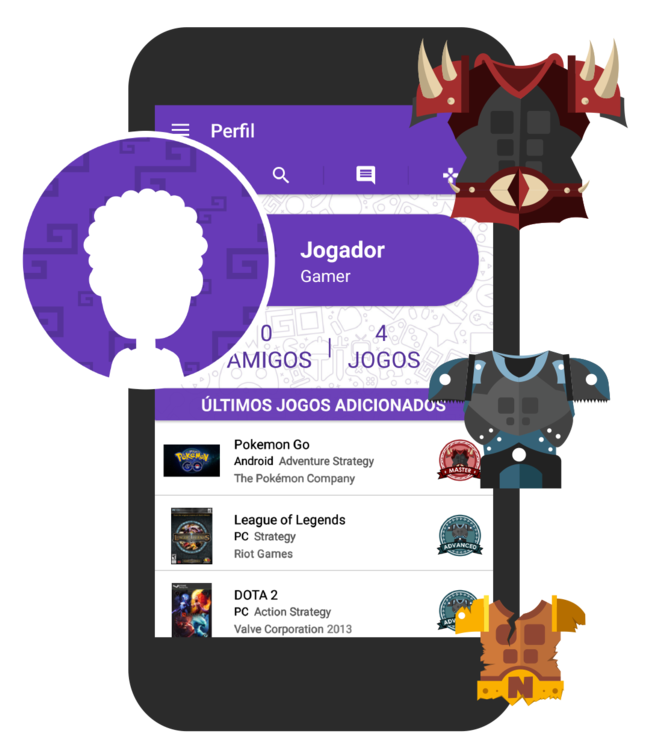 Perfil
Jogador
Gamer
0
AMIGOS
4
JOGOS
ÚLTIMOS JOGOS ADICIONADOS
Pokemon Go
Android Adventure Strategy
The Pokémon Company
POKÉMON
GO
MASTER
League of Legends
PC Strategy
Riot Games
ADVANCED
DOTA 2
PC Action Strategy
Valve Corporation 2013
N